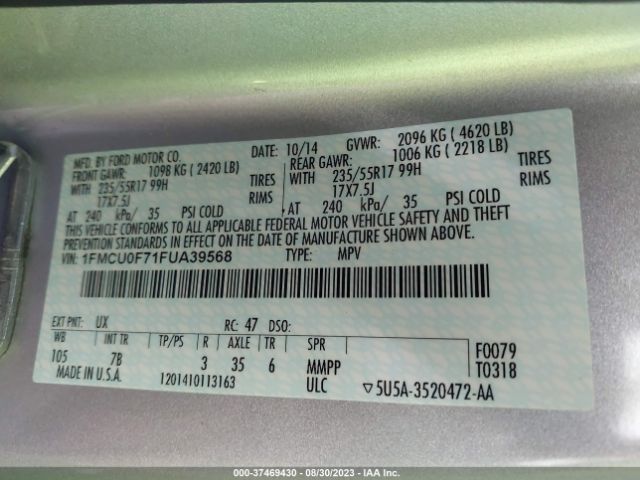 MFD. BY FORD MOTOR CO.
DATE: 10/14 GVWR: 2096 KG ( 4620 LB)
FRONT GAWR: 1098 KG ( 2420 LB) REAR GAWR: 1006 KG ( 2218 LB)
WITH 235/55R17 99H TIRES WITH 235/55R17 99H TIRES
17X7.5J RIMS 17X7.5J RIMS
AT 240 kPa/ 35 PSI COLD AT 240 kPa/ 35 PSI COLD
THIS VEHICLE CONFORMS TO ALL APPLICABLE FEDERAL MOTOR VEHICLE SAFETY AND THEFT
PREVENTION STANDARDS IN EFFECT ON THE DATE OF MANUFACTURE SHOWN ABOVE.
VIN: 1FMCU0F71FUA39568 TYPE: MPV
EXT PNT: UX RC: 47 DSO:
WB INT TR TP/PS R AXLE TR SPR
105 7B 3 35 6 MMPP F0079
MADE IN U.S.A. 1201410113163 ULC T0318
▽5U5A-3520472-AA
000-37469430 - 08/30/2023 - IAA Inc.